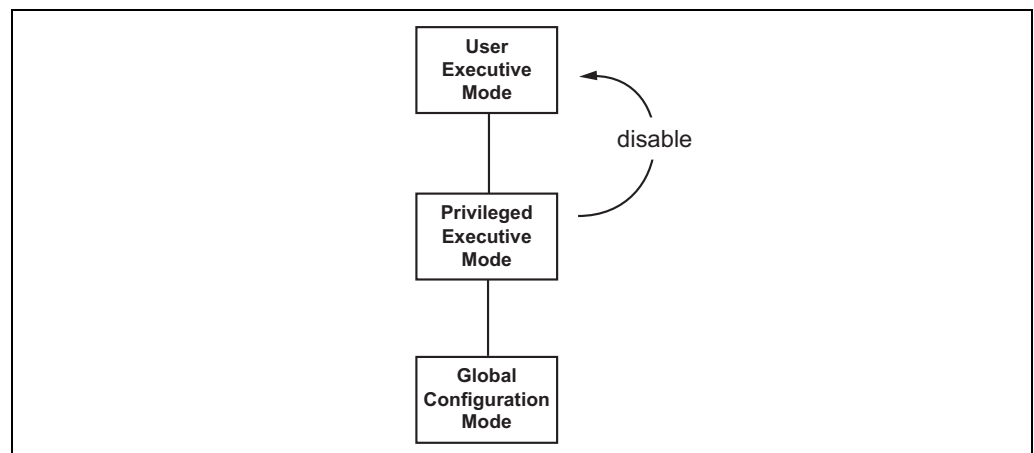 User
Executive
Mode
disable
Privileged
Executive
Mode
Global
Configuration
Mode